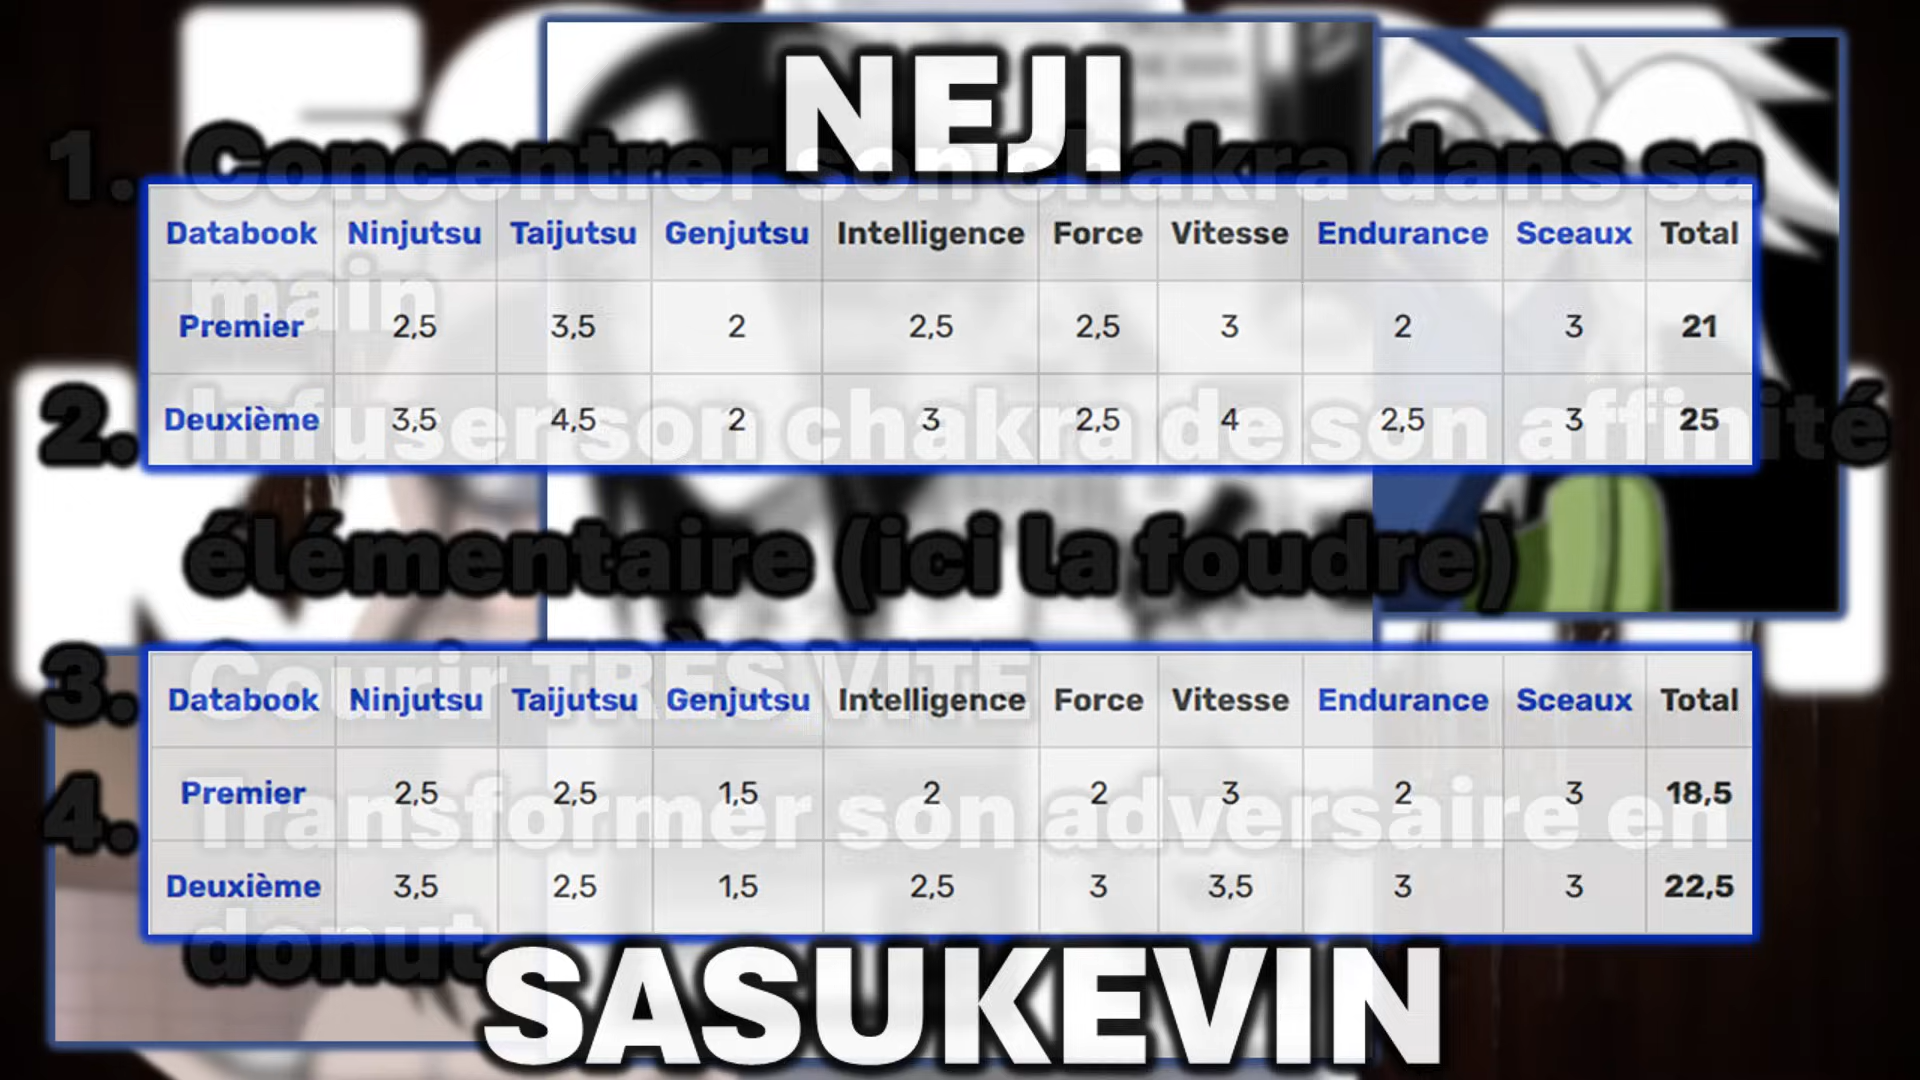 NEJI
1. Concentrer son chakra dans sa
Databook Ninjutsu Taijutsu Genjutsu Intelligence Force Vitesse Endurance Sceaux Total
main
Premier 2,5 3,5 2 2,5 2,5 3 2 3 21
2. Infuser son chakra de son affinité
Deuxième 3,5 4,5 2 3 2,5 4 2,5 3 25
élémentaire (ici la foudre)
3. Courir TRÈS VITE
Databook Ninjutsu Taijutsu Genjutsu Intelligence Force Vitesse Endurance Sceaux Total
Premier 2,5 2,5 1,5 2 2 3 2 3 18,5
4. Transformer son adversaire en
Deuxième 3,5 2,5 1,5 2,5 3 3,5 3 3 22,5
donut
SASUKEVIN